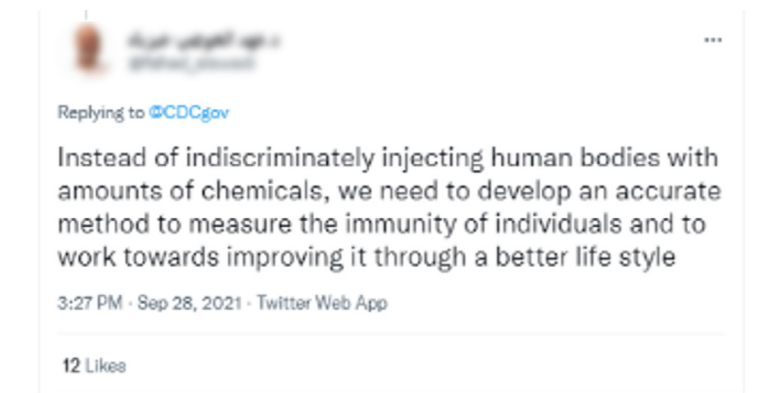 Replying to @CDCgov
Instead of indiscriminately injecting human bodies with
amounts of chemicals, we need to develop an accurate
method to measure the immunity of individuals and to
work towards improving it through a better life style
3:27 PM · Sep 28, 2021 · Twitter Web App
12 Likes